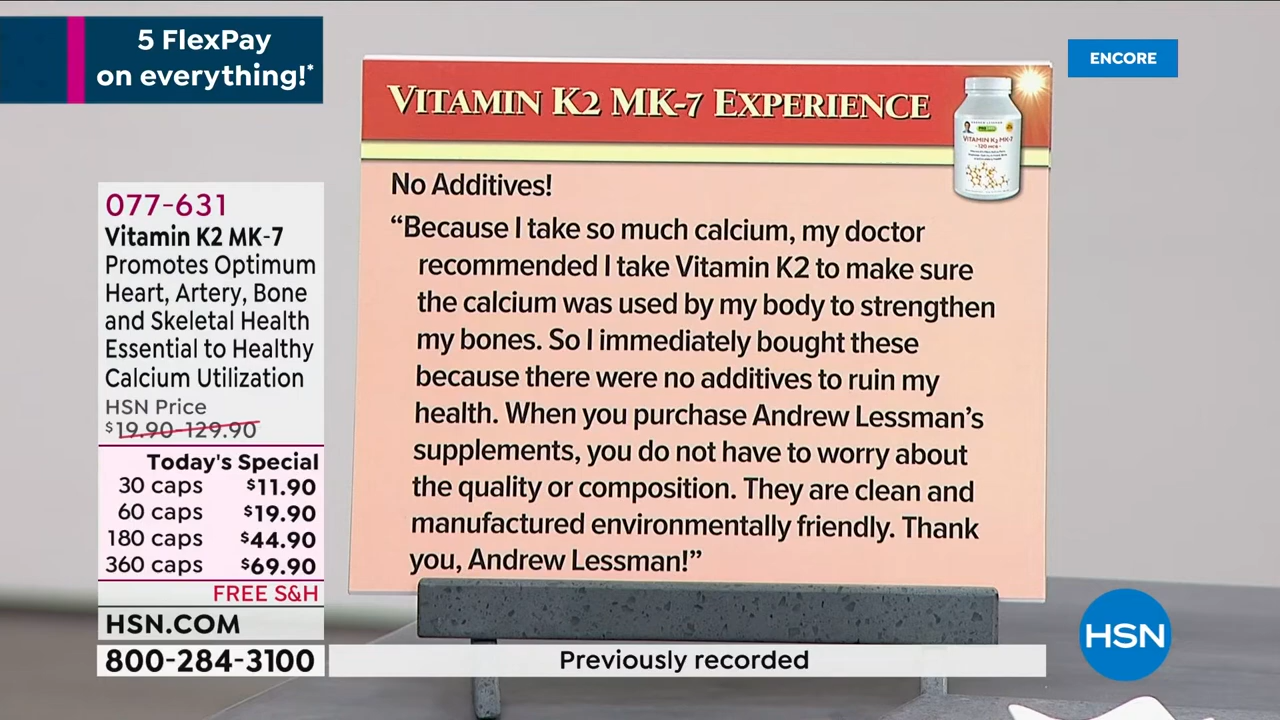 5 FlexPay
on everything!*
ENCORE
VITAMIN K2 MK-7 EXPERIENCE
VITAMIN K2 MK-7
No Additives!
“Because I take so much calcium, my doctor
recommended I take Vitamin K2 to make sure
the calcium was used by my body to strengthen
my bones. So I immediately bought these
because there were no additives to ruin my
health. When you purchase Andrew Lessman’s
supplements, you do not have to worry about
the quality or composition. They are clean and
manufactured environmentally friendly. Thank
you, Andrew Lessman!”
077-631
Vitamin K2 MK-7
Promotes Optimum
Heart, Artery, Bone
and Skeletal Health
Essential to Healthy
Calcium Utilization
HSN Price
$19.90-129.90
Today's Special
30 caps $11.90
60 caps $19.90
180 caps $44.90
360 caps $69.90
FREE S&H
HSN.COM
800-284-3100
Previously recorded
HSN